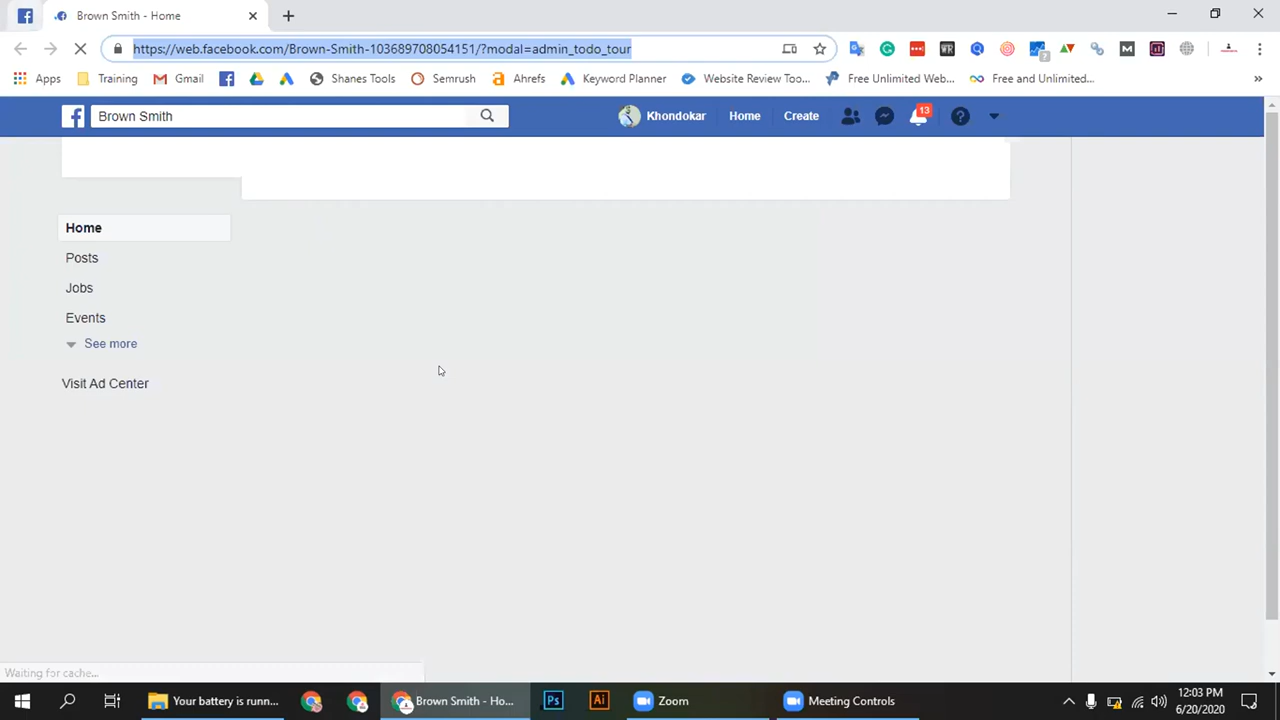 Brown Smith - Home
https://web.facebook.com/Brown-Smith-103689708054151/?modal=admin_todo_tour
Apps
Training
Gmail
Shanes Tools
Semrush
Ahrefs
Keyword Planner
Website Review Too...
Free Unlimited Web...
Free and Unlimited...
Brown Smith
Khondokar
Home
Create
13
Home
Posts
Jobs
Events
See more
Visit Ad Center
Waiting for cache...
Your battery is runn...
Brown Smith - Ho...
Ps
Ai
Zoom
Meeting Controls
12:03 PM
6/20/2020